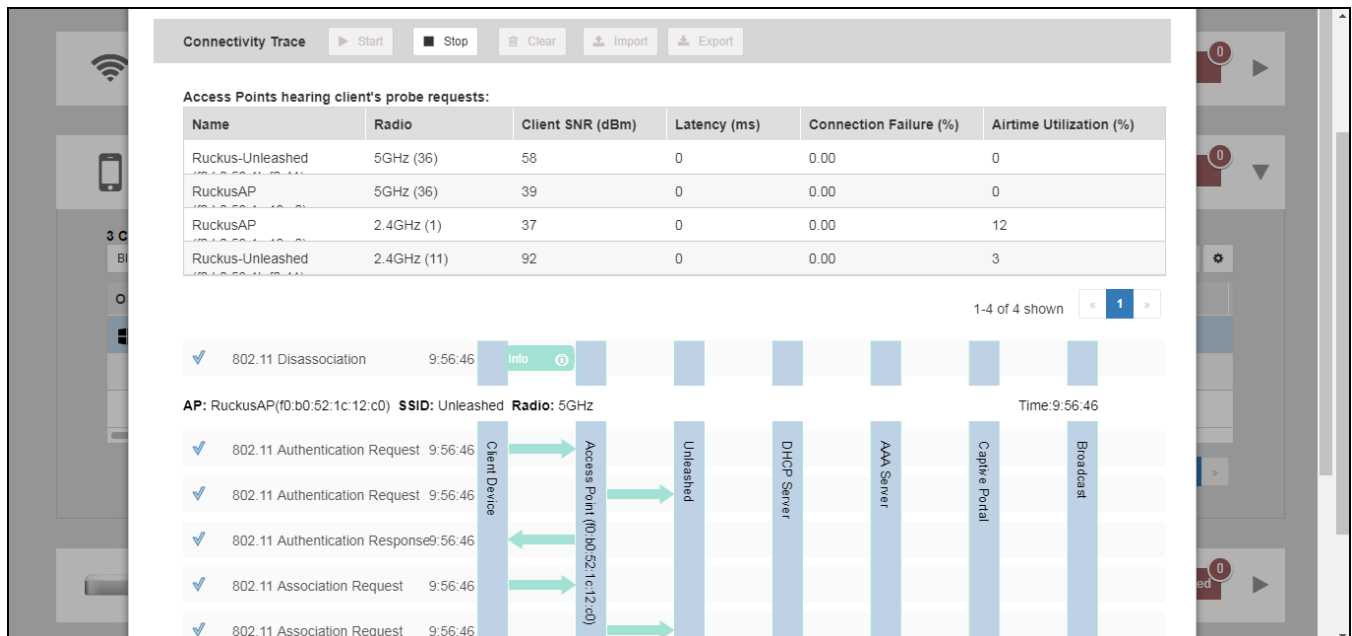 Connectivity Trace Start Stop Clear Import Export
0
Access Points hearing client's probe requests:
Name Radio Client SNR (dBm) Latency (ms) Connection Failure (%) Airtime Utilization (%)
Ruckus-Unleashed 5GHz (36) 58 0 0.00 0
0
RuckusAP 5GHz (36) 39 0 0.00 0
RuckusAP 2.4GHz (1) 37 0 0.00 12
3 C
Ruckus-Unleashed 2.4GHz (11) 92 0 0.00 3
Bl
O
1-4 of 4 shown « 1 »
802.11 Disassociation 9:56:46 Info
AP: RuckusAP(f0:b0:52:1c:12:c0) SSID: Unleashed Radio: 5GHz Time:9:56:46
802.11 Authentication Request 9:56:46
Client Device
Access Point (f0:b0:52:1c:12:c0)
Unleashed
DHCP Server
AAA Server
Captive Portal
Broadcast
»
802.11 Authentication Request 9:56:46
802.11 Authentication Response9:56:46
802.11 Association Request 9:56:46
0
ed
802.11 Association Request 9:56:46